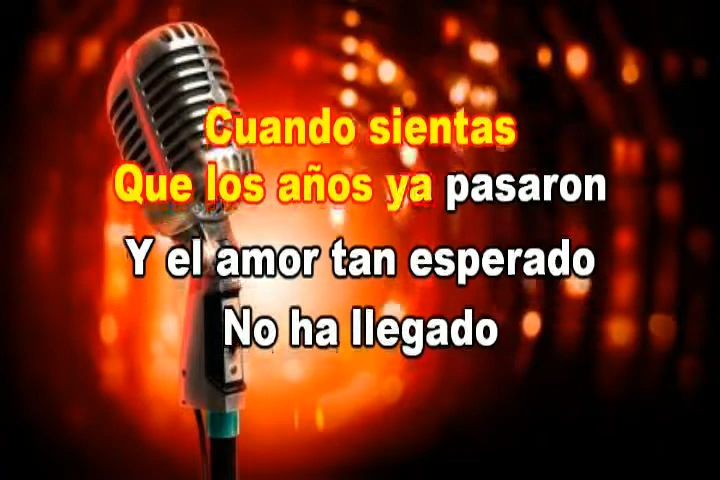 Cuando sientas
Que los años ya pasaron
Y el amor tan esperado
No ha llegado